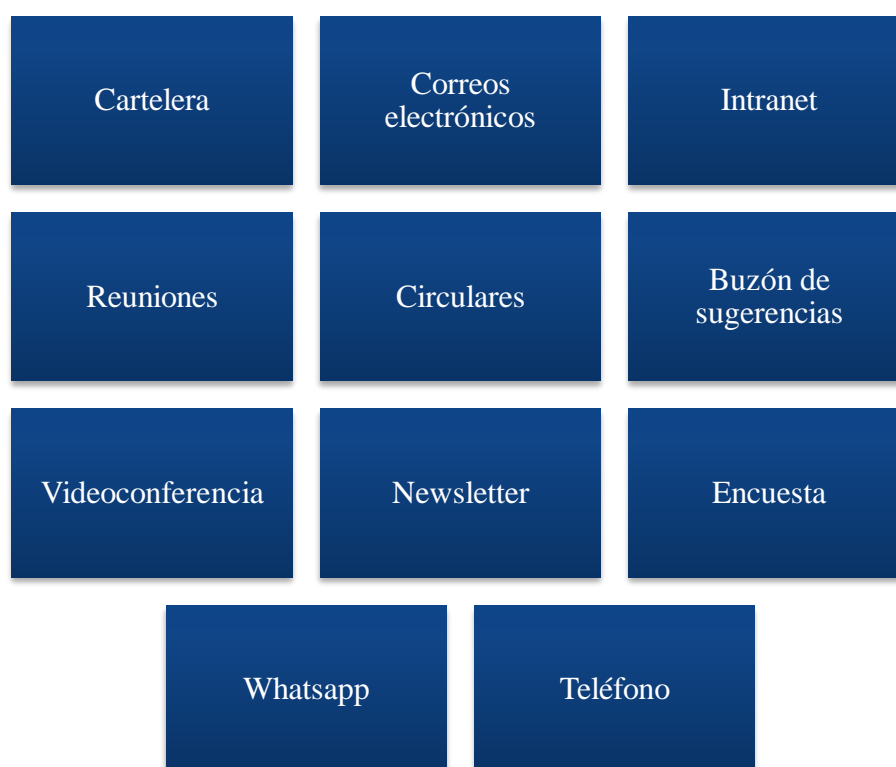 Cartelera
Correos
electrónicos
Intranet
Reuniones
Circulares
Buzón de
sugerencias
Videoconferencia
Newsletter
Encuesta
Whatsapp
Teléfono